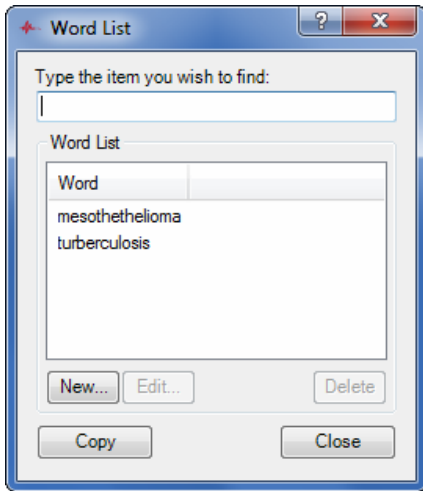 Word List
Type the item you wish to find:
Word List
Word
mesothethelioma
turberculosis
New... Edit... Delete
Copy Close